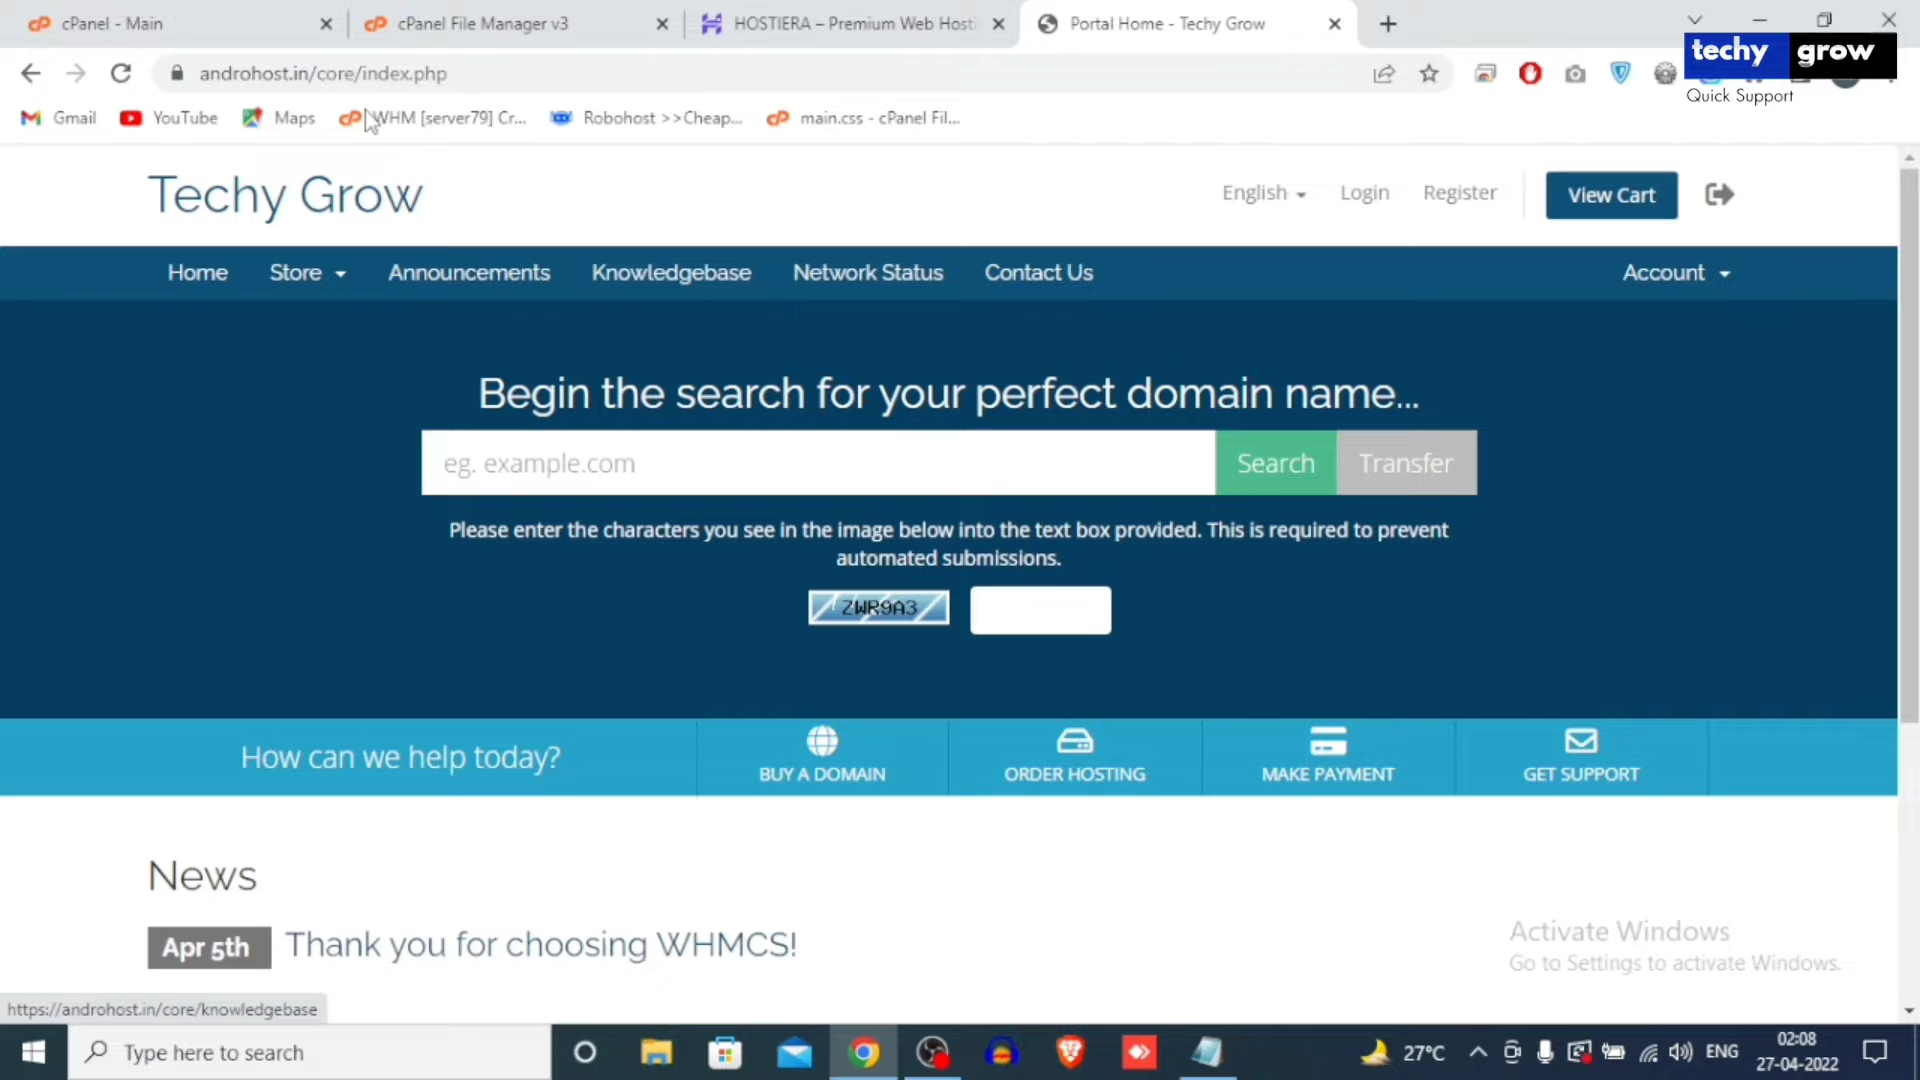 cPanel - Main
cPanel File Manager v3
HOSTIERA – Premium Web Hosti
Portal Home - Techy Grow
androhost.in/core/index.php
techy grow
Quick Support
Gmail
YouTube
Maps
WHM [server79] Cr...
Robohost >>Cheap...
main.css - cPanel Fil...
Techy Grow
English
Login
Register
View Cart
Home
Store
Announcements
Knowledgebase
Network Status
Contact Us
Account
Begin the search for your perfect domain name...
eg. example.com
Search
Transfer
Please enter the characters you see in the image below into the text box provided. This is required to prevent
automated submissions.
ZWR9A3
How can we help today?
BUY A DOMAIN
ORDER HOSTING
MAKE PAYMENT
GET SUPPORT
News
Apr 5th
Thank you for choosing WHMCS!
Activate Windows
Go to Settings to activate Windows.
https://androhost.in/core/knowledgebase
Type here to search
27°C
ENG
02:08
27-04-2022